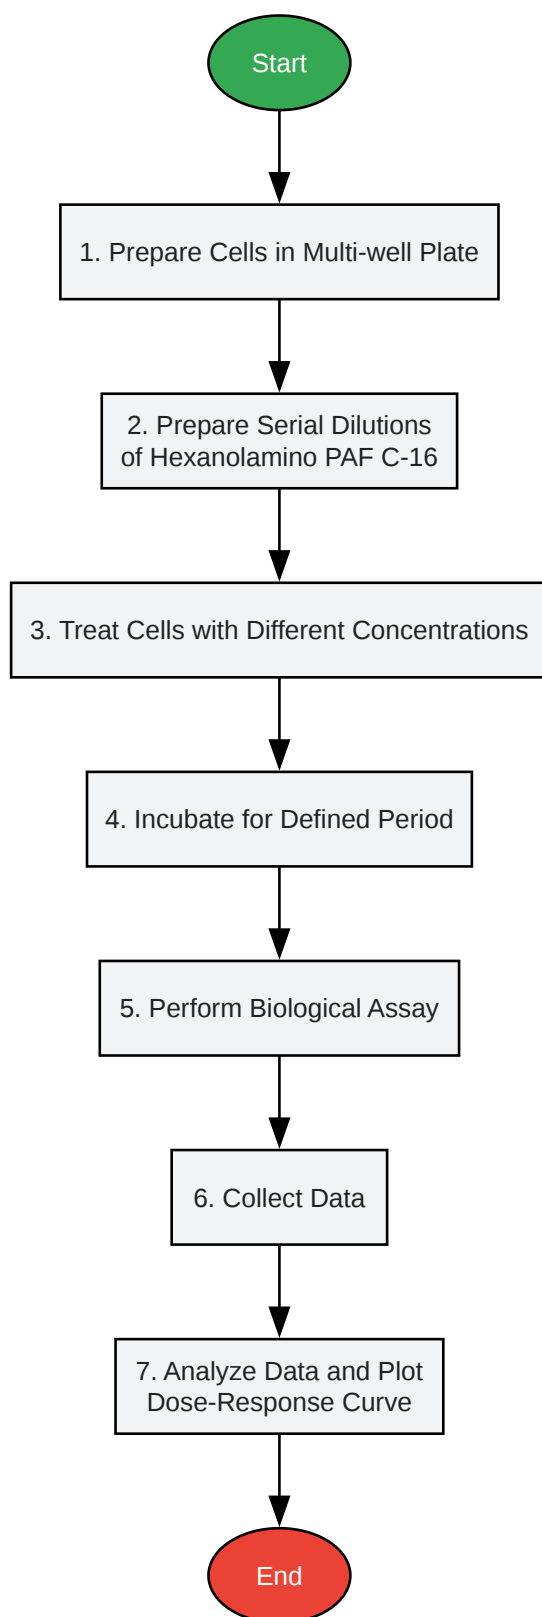 Start
1. Prepare Cells in Multi-well Plate
2. Prepare Serial Dilutions
of Hexanolamino PAF C-16
3. Treat Cells with Different Concentrations
4. Incubate for Defined Period
5. Perform Biological Assay
6. Collect Data
7. Analyze Data and Plot
Dose-Response Curve
End